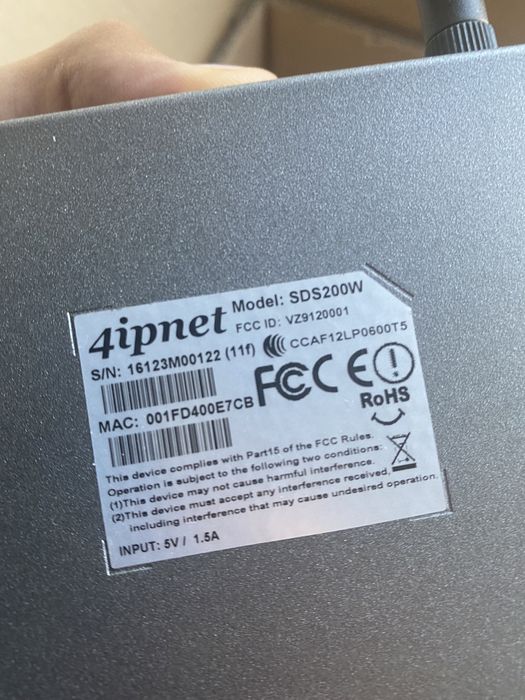 4ipnet Model: SDS200W
FCC ID: VZ9120001
S/N: 16123M00122 (11f) CCAF12LP0600T5
MAC: 001FD400E7CB FC CE
RoHS
This device complies with Part15 of the FCC Rules.
Operation is subject to the following two conditions:
(1)This device may not cause harmful interference.
(2)This device must accept any interference received,
including interference that may cause undesired operation.
INPUT: 5V / 1.5A